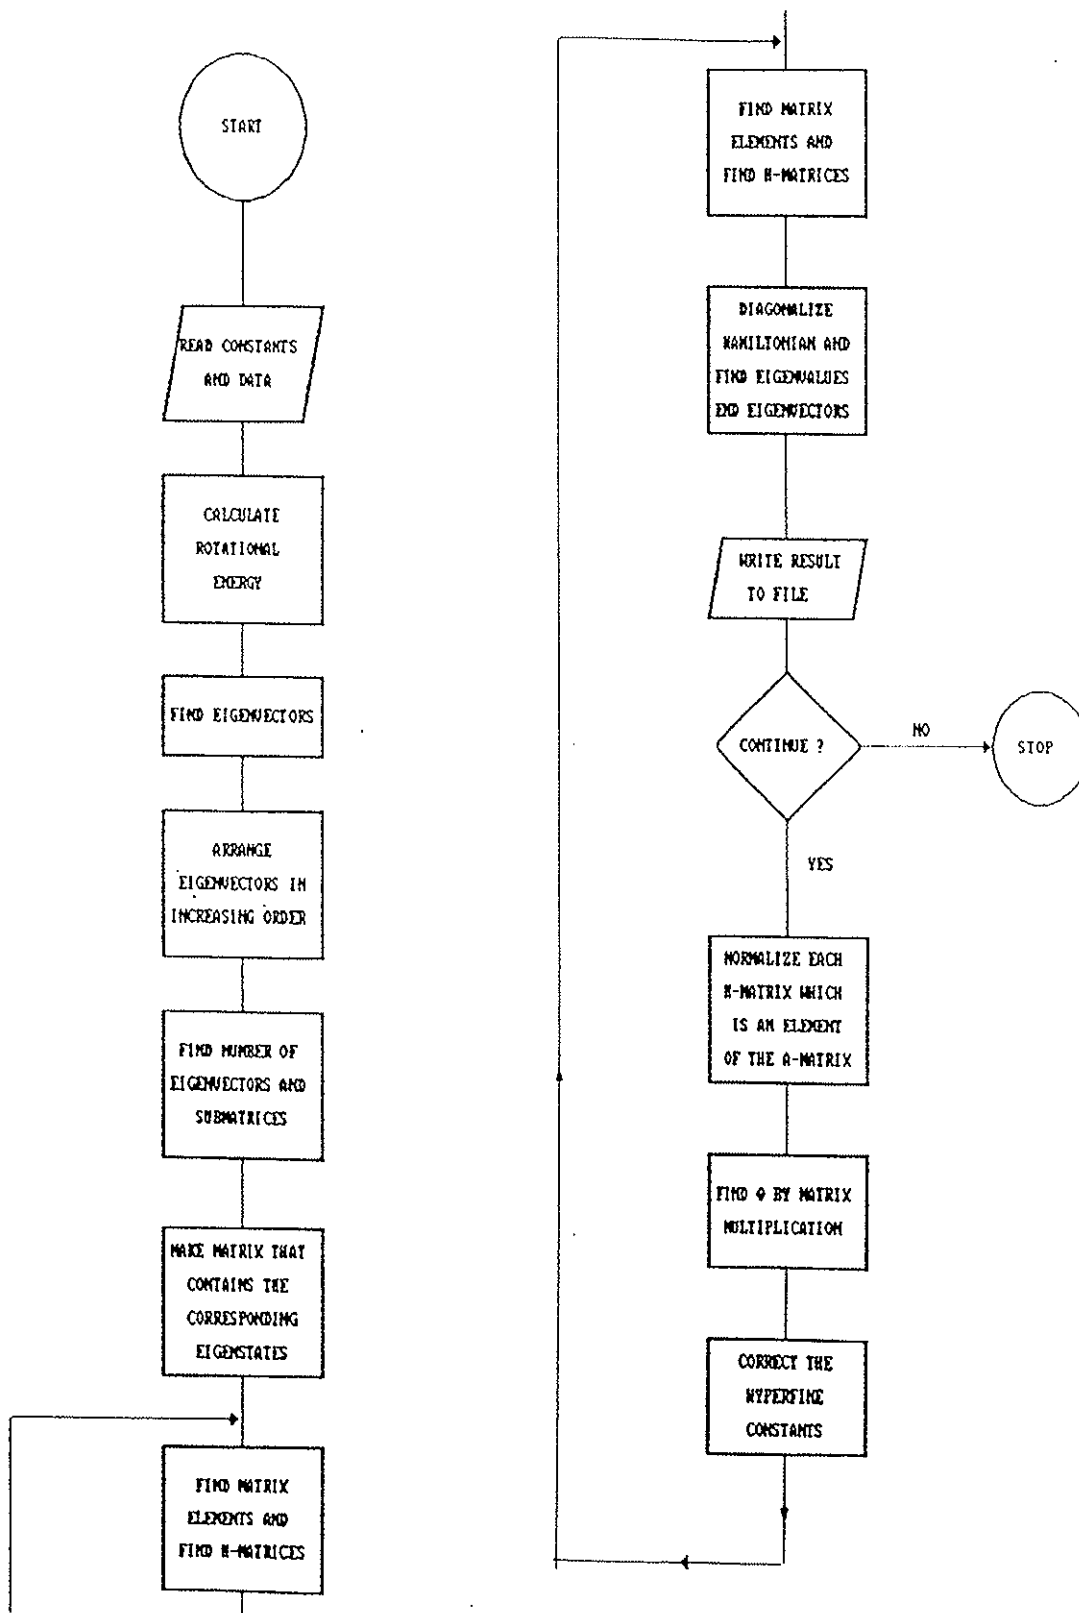 START
READ CONSTANTS
AND DATA
CALCULATE
ROTATIONAL
ENERGY
FIND EIGENVECTORS
ARRANGE
EIGENVECTORS IN
INCREASING ORDER
FIND NUMBER OF
EIGENVECTORS AND
SUBMATRICES
MAKE MATRIX THAT
CONTAINS THE
CORRESPONDING
EIGENSTATES
FIND MATRIX
ELEMENTS AND
FIND H-MATRICES
FIND MATRIX
ELEMENTS AND
FIND H-MATRICES
DIAGONALIZE
HAMILTONIAN AND
FIND EIGENVALUES
END EIGENVECTORS
WRITE RESULT
TO FILE
CONTINUE ?
NO
STOP
YES
NORMALIZE EACH
H-MATRIX WHICH
IS AN ELEMENT
OF THE A-MATRIX
FIND BY MATRIX
MULTIPLICATION
CORRECT THE
HYPERFINE
CONSTANTS